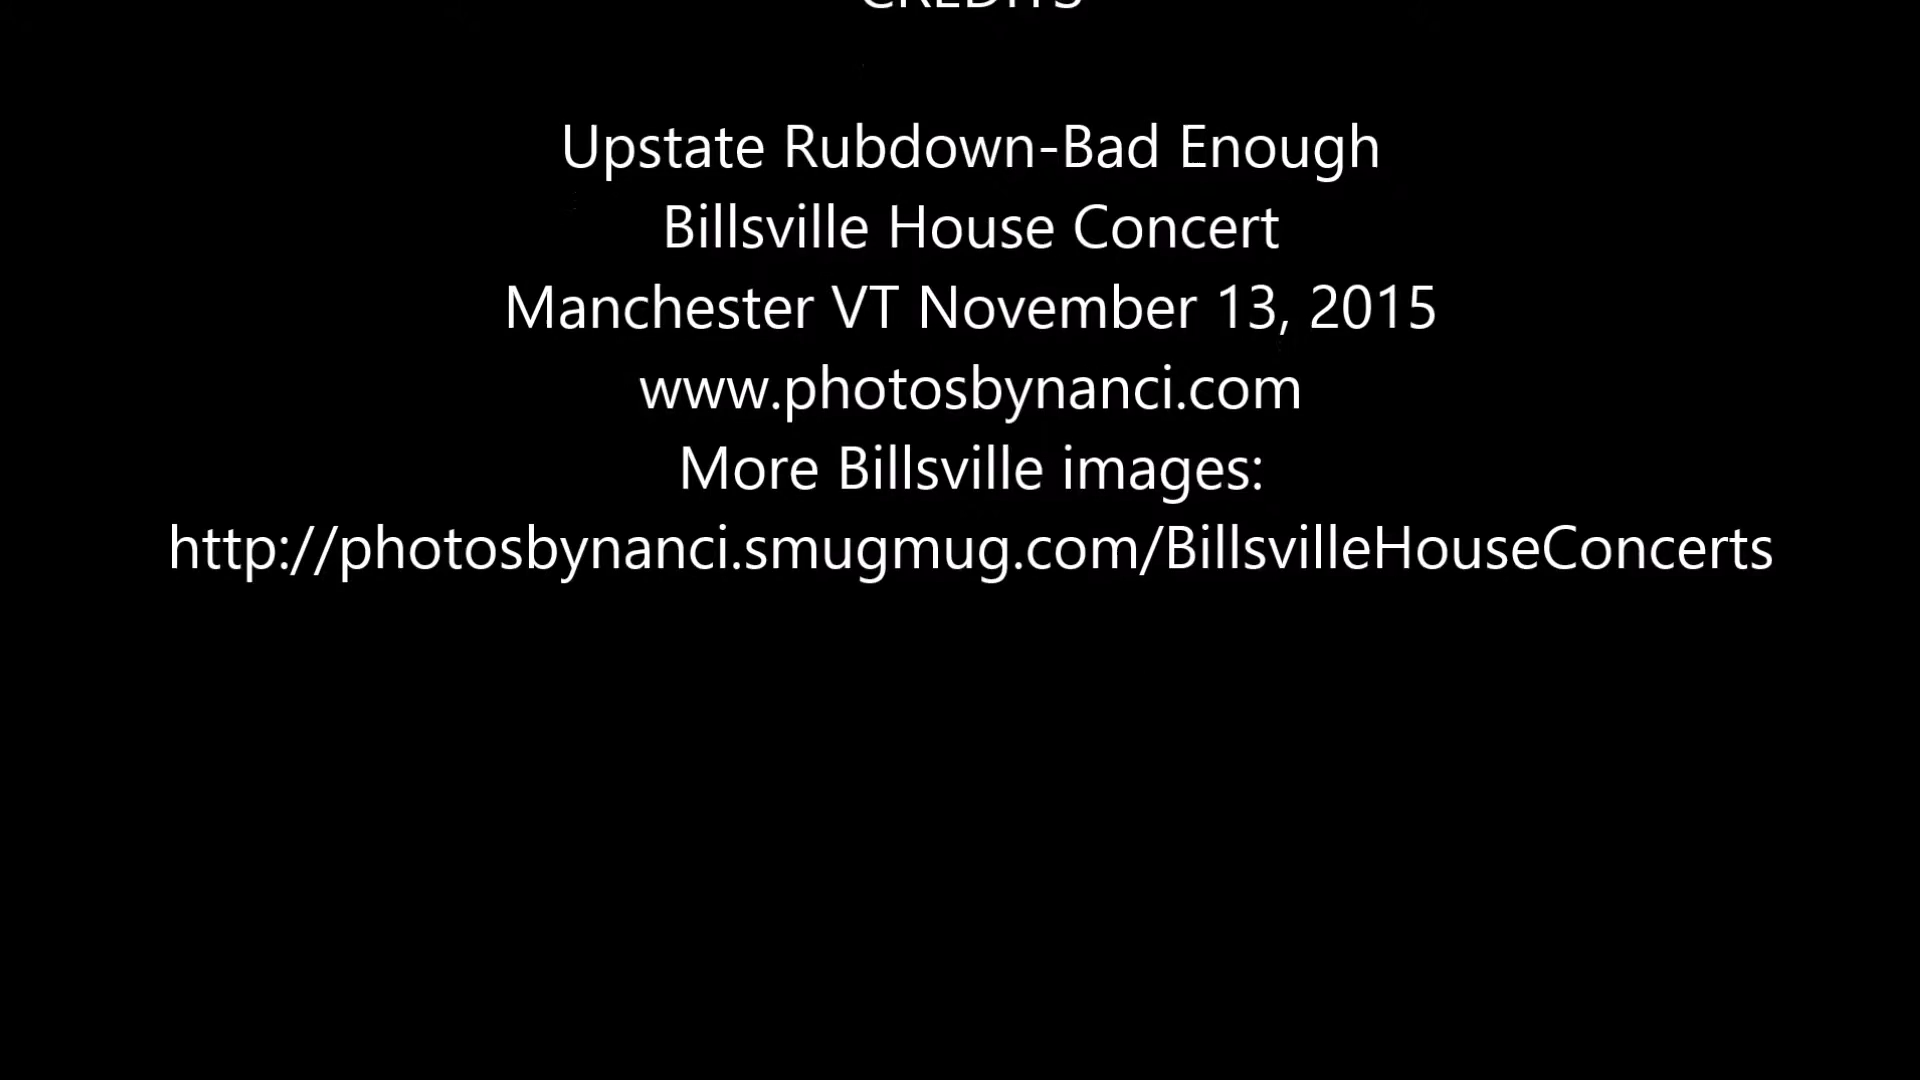 CREDITS
Upstate Rubdown-Bad Enough
Billsville House Concert
Manchester VT November 13, 2015
www.photosbynanci.com
More Billsville images:
http://photosbynanci.smugmug.com/BillsvilleHouseConcerts